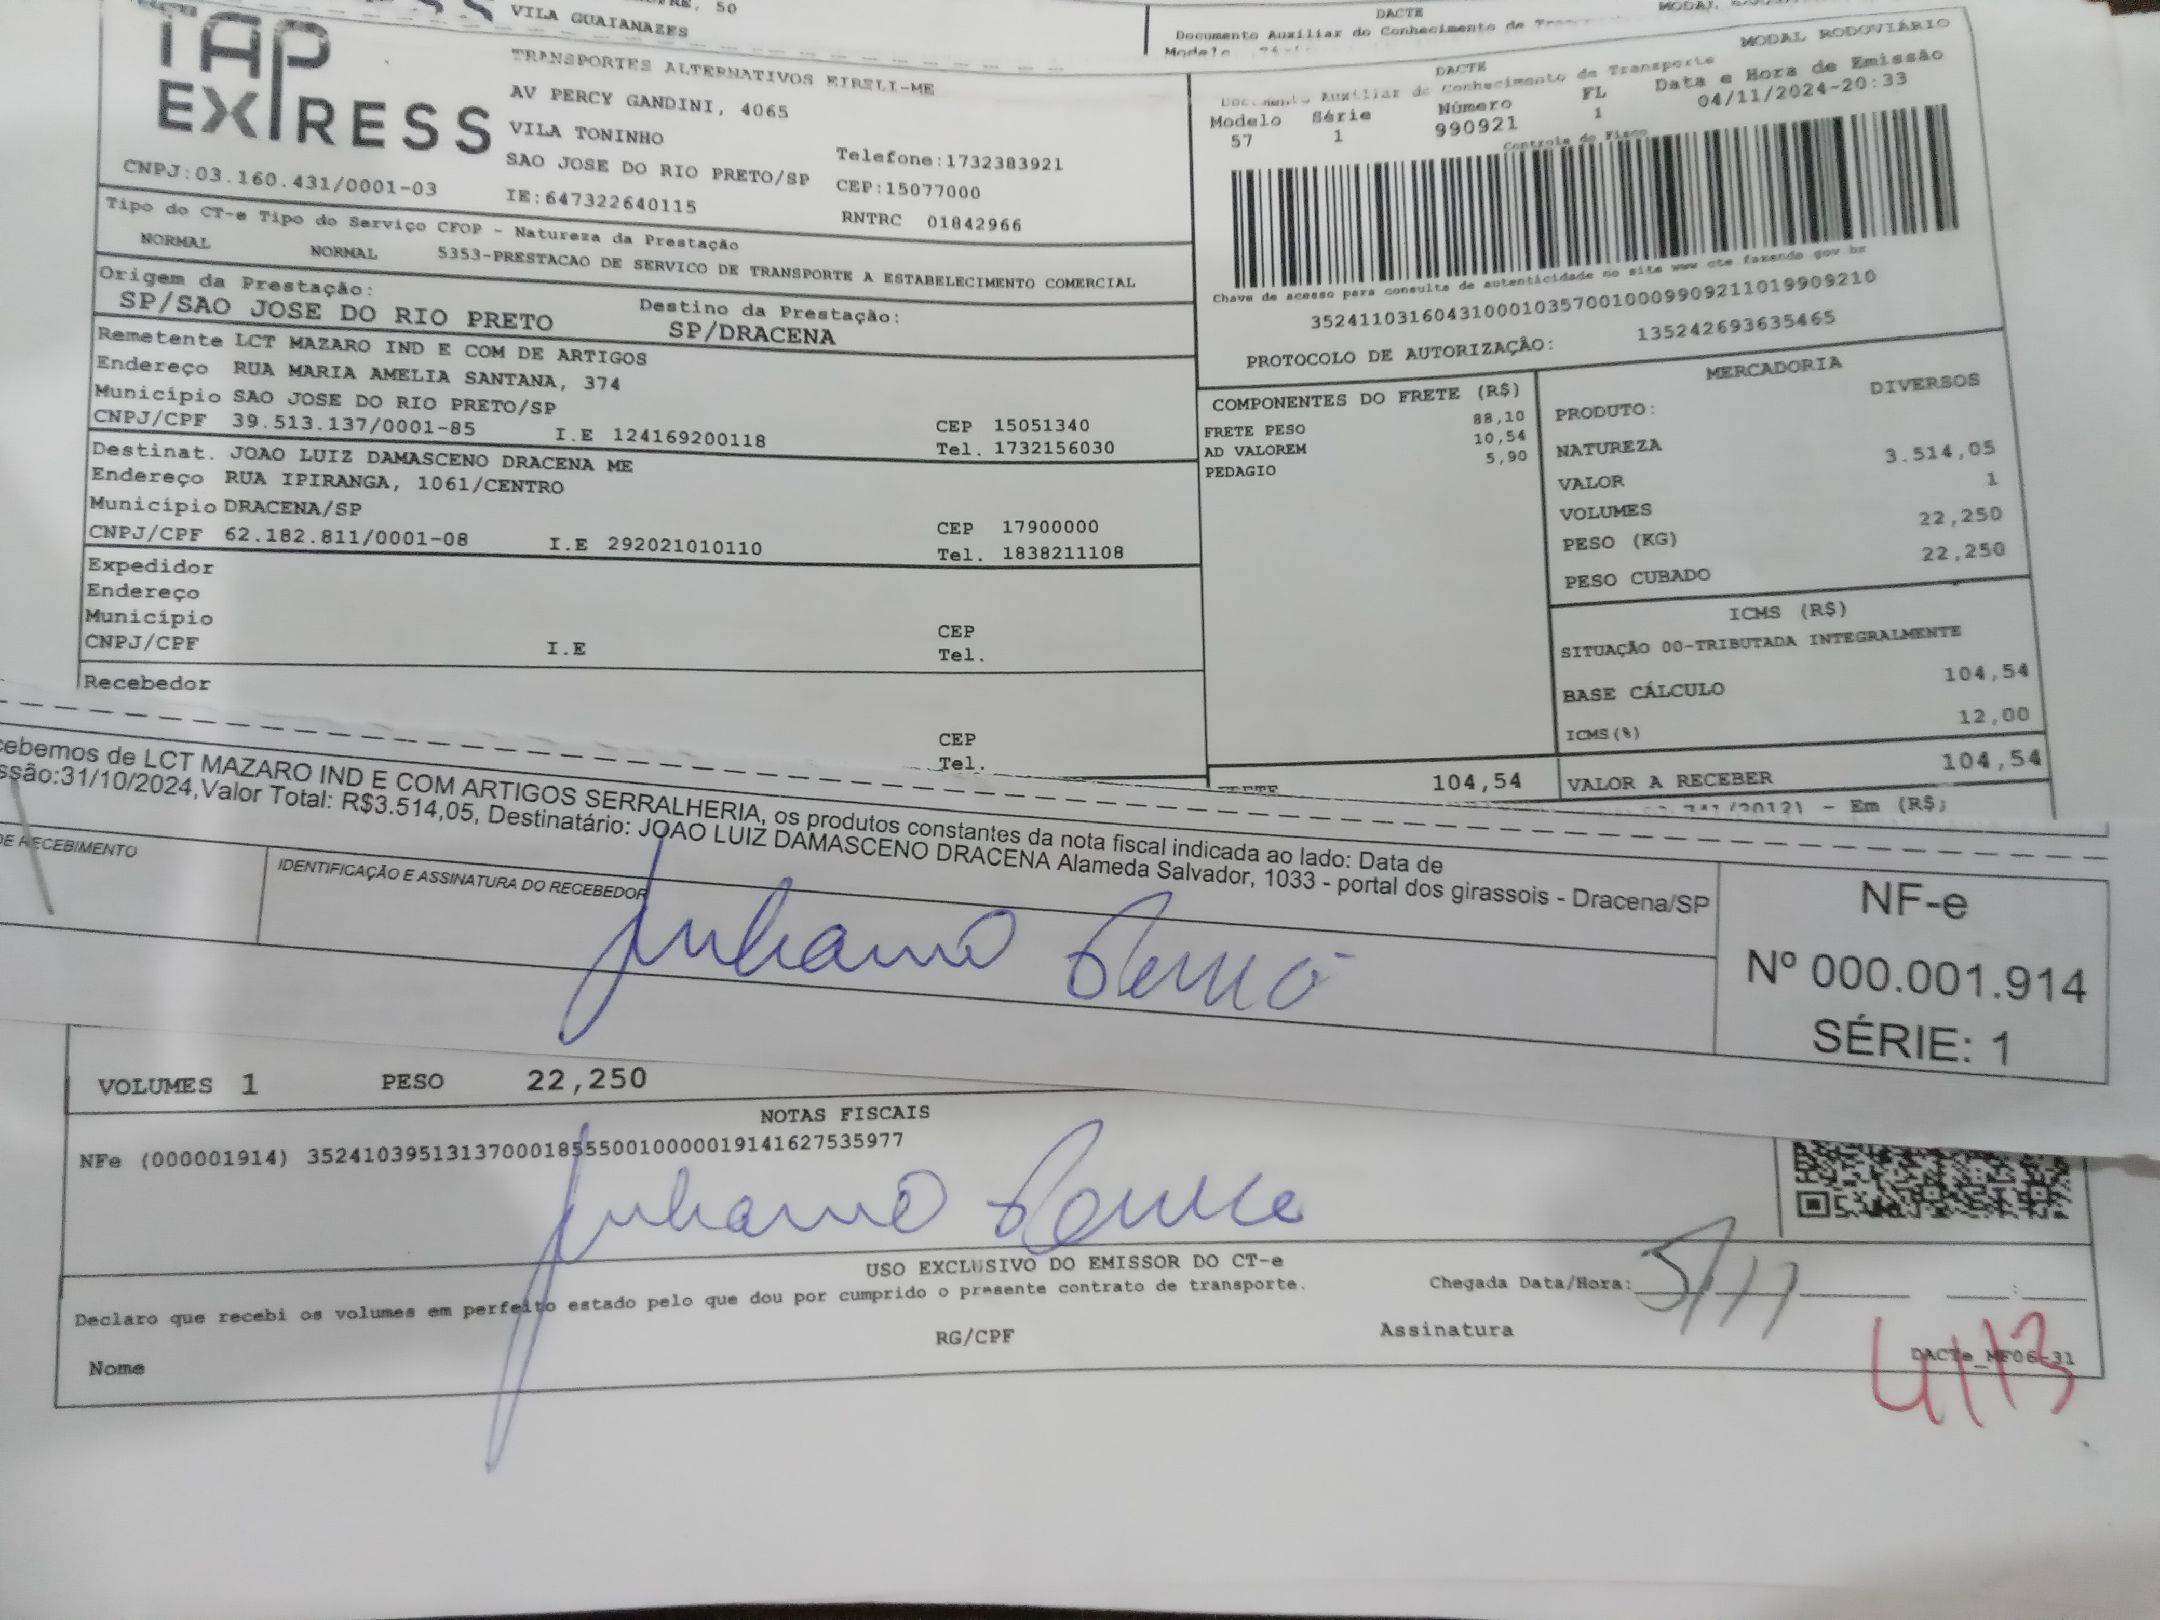 VILA GUAIANAZES
DACTE
TAP EXPRESS
TRANSPORTES ALTERNATIVOS EIRELI-ME
AV PERCY GANDINI, 4065
VILA TONINHO
SAO JOSE DO RIO PRETO/SP
Telefone:1732383921
CEP:15077000
CNPJ:03.160.431/0001-03
IE:647322640115
RNTRC 01842966
MODAL RODOVIÁRIO
DACTE
Auxiliar do Conhecimento de Transporte
Modelo Série Número FL Data e Hora de Emissão
57 1 990921 1 04/11/2024-20:33
Controle do Fisco
Chave de acesso para consulta de autenticidade no site www cte fazenda gov br
35241103160431000103570010009909211019909210
PROTOCOLO DE AUTORIZAÇÃO: 135242693635465
Tipo do CT-e Tipo do Serviço CFOP - Natureza da Prestação
NORMAL NORMAL 5353-PRESTACAO DE SERVICO DE TRANSPORTE A ESTABELECIMENTO COMERCIAL
Origem da Prestação: Destino da Prestação:
SP/SAO JOSE DO RIO PRETO SP/DRACENA
Remetente LCT MAZARO IND E COM DE ARTIGOS
Endereço RUA MARIA AMELIA SANTANA, 374
Município SAO JOSE DO RIO PRETO/SP CEP 15051340
CNPJ/CPF 39.513.137/0001-85 I.E 124169200118 Tel. 1732156030
Destinat. JOAO LUIZ DAMASCENO DRACENA ME
Endereço RUA IPIRANGA, 1061/CENTRO
Município DRACENA/SP CEP 17900000
CNPJ/CPF 62.182.811/0001-08 I.E 292021010110 Tel. 1838211108
Expedidor
Endereço
Município CEP
CNPJ/CPF I.E Tel.
Recebedor
CEP
Tel.
COMPONENTES DO FRETE (R$)
FRETE PESO 88,10
AD VALOREM 10,54
PEDAGIO 5,90
104,54
MERCADORIA
PRODUTO: DIVERSOS
NATUREZA
VALOR 3.514,05
VOLUMES 1
PESO (KG) 22,250
PESO CUBADO 22,250
ICMS (R$)
SITUAÇÃO 00-TRIBUTADA INTEGRALMENTE
BASE CÁLCULO 104,54
ICMS(%) 12,00
VALOR A RECEBER 104,54
cebemos de LCT MAZARO IND E COM ARTIGOS SERRALHERIA, os produtos constantes da nota fiscal indicada ao lado: Data de
ssão:31/10/2024,Valor Total: R$3.514,05, Destinatário: JOAO LUIZ DAMASCENO DRACENA Alameda Salvador, 1033 - portal dos girassois - Dracena/SP
DE RECEBIMENTO
IDENTIFICAÇÃO E ASSINATURA DO RECEBEDOR
Juliano
NF-e
Nº 000.001.914
SÉRIE: 1
VOLUMES 1 PESO 22,250
NOTAS FISCAIS
NFe (000001914) 35241039513137000185550010000019141627535977
Juliano
USO EXCLUSIVO DO EMISSOR DO CT-e
Declaro que recebi os volumes em perfeito estado pelo que dou por cumprido o presente contrato de transporte.
Chegada Data/Hora: 5/11
Nome RG/CPF Assinatura
DACTe_MF06-31